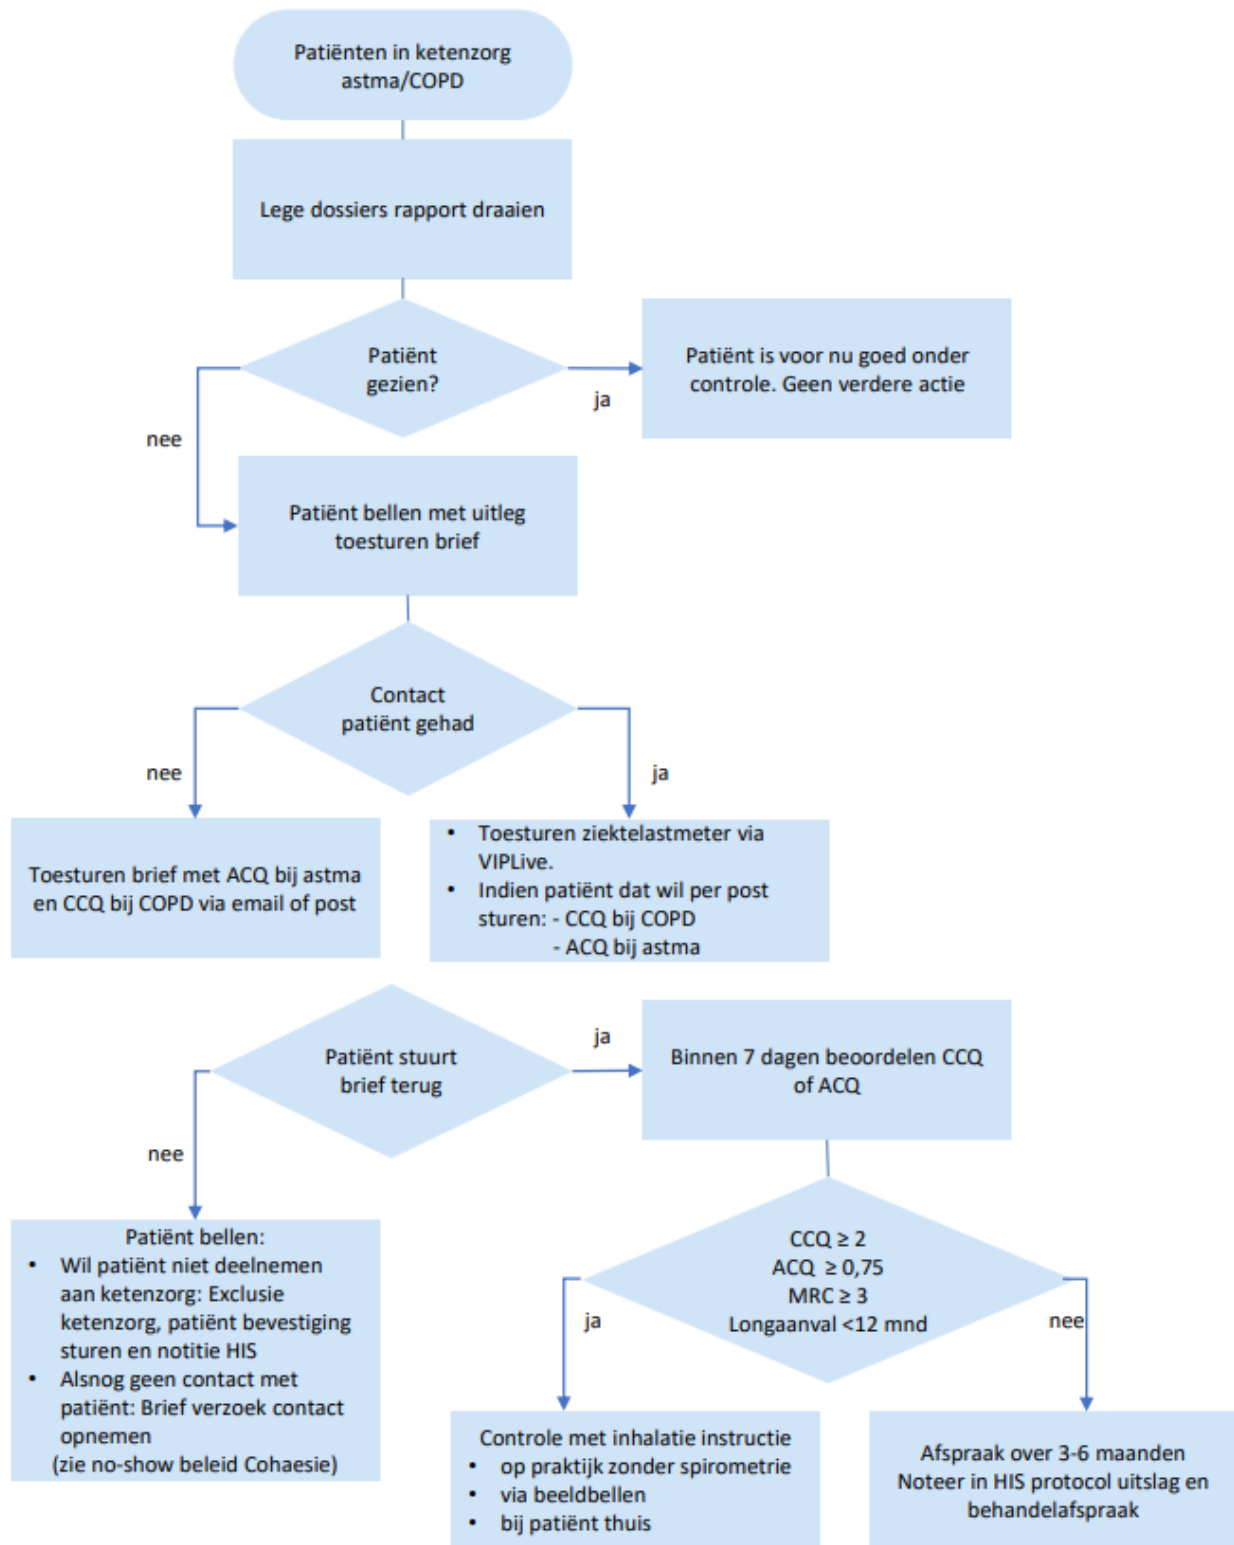 Patiënten in ketenzorg
astma/COPD
Lege dossiers rapport draaien
Patiënt
gezien?
ja
Patiënt is voor nu goed onder
controle. Geen verdere actie
nee
Patiënt bellen met uitleg
toesturen brief
Contact
patiënt gehad
nee
ja
Toesturen brief met ACQ bij astma
en CCQ bij COPD via email of post
• Toesturen ziektelastmeter via
VIPLive.
• Indien patiënt dat wil per post
sturen: - CCQ bij COPD
- ACQ bij astma
Patiënt stuurt
brief terug
ja
Binnen 7 dagen beoordelen CCQ
of ACQ
nee
Patiënt bellen:
• Wil patiënt niet deelnemen
aan ketenzorg: Exclusie
ketenzorg, patiënt bevestiging
sturen en notitie HIS
• Alsnog geen contact met
patiënt: Brief verzoek contact
opnemen
(zie no-show beleid Cohaesie)
CCQ ≥ 2
ACQ ≥ 0,75
MRC ≥ 3
Longaanval <12 mnd
ja
nee
Controle met inhalatie instructie
• op praktijk zonder spirometrie
• via beeldbellen
• bij patiënt thuis
Afspraak over 3-6 maanden
Noteer in HIS protocol uitslag en
behandelafspraak